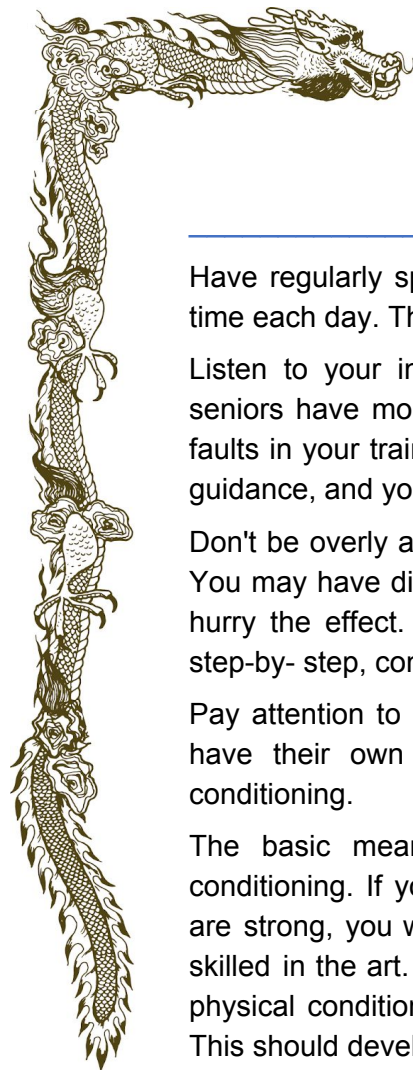 Have regularly sp
time each day. Th
Listen to your in
seniors have mo
faults in your trai
guidance, and yo
Don't be overly a
You may have di
hurry the effect.
step-by- step, con
Pay attention to
have their own
conditioning.
The basic mean
conditioning. If yo
are strong, you w
skilled in the art.
physical condition
This should devel